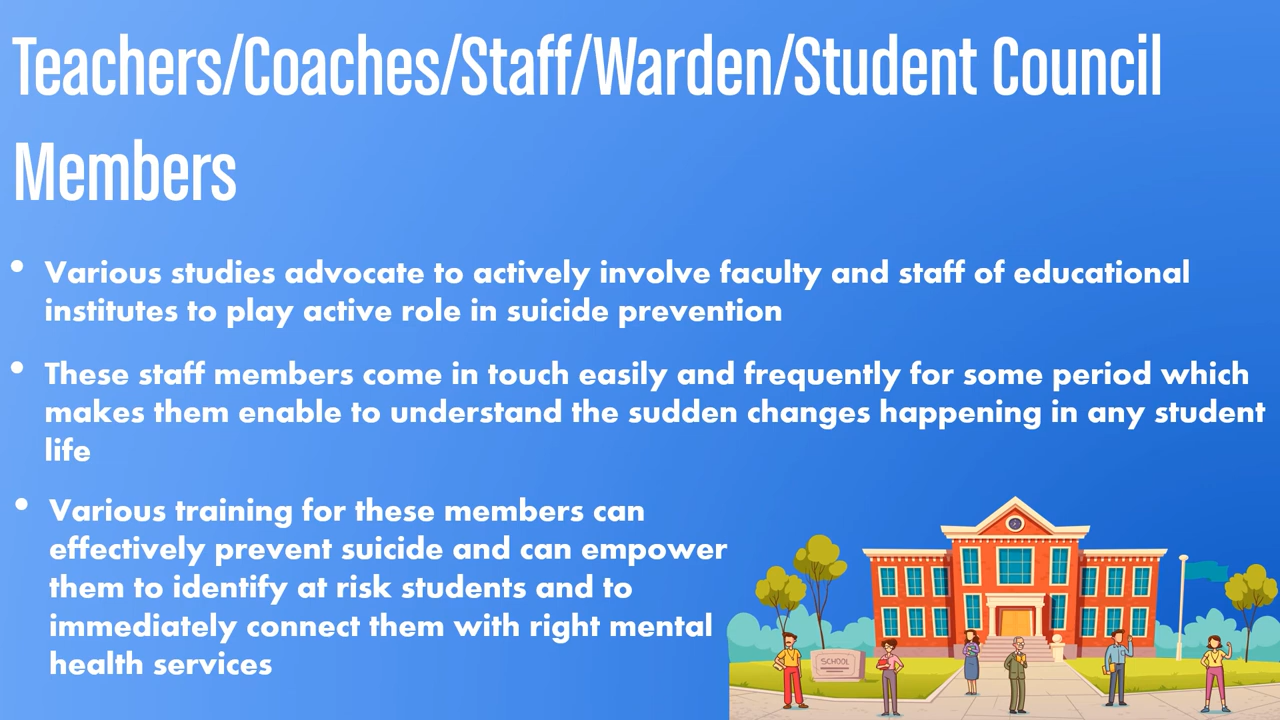 Teachers/Coaches/Staff/Warden/Student Council
Members
• Various studies advocate to actively involve faculty and staff of educational
institutes to play active role in suicide prevention
• These staff members come in touch easily and frequently for some period which
makes them enable to understand the sudden changes happening in any student
life
• Various training for these members can
effectively prevent suicide and can empower
them to identify at risk students and to
immediately connect them with right mental
health services
SCHOOL